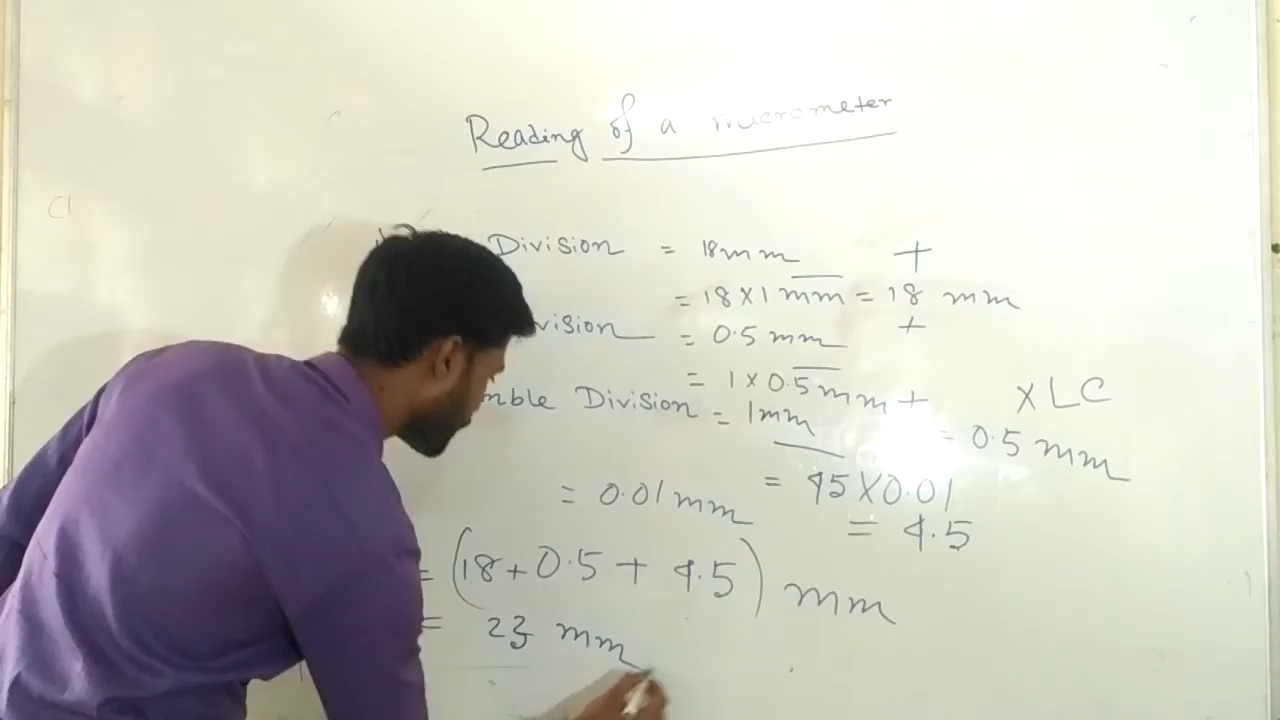 Reading of a micrometer
Division = 18mm +
= 18 X 1 mm = 18 mm
vision = 0.5 mm +
= 1 X 0.5mm + X LC
mble Division = 1mm = 0.5 mm
= 0.01 mm = 45 X 0.01
= 4.5
= (18 + 0.5 + 4.5) mm
= 23 mm